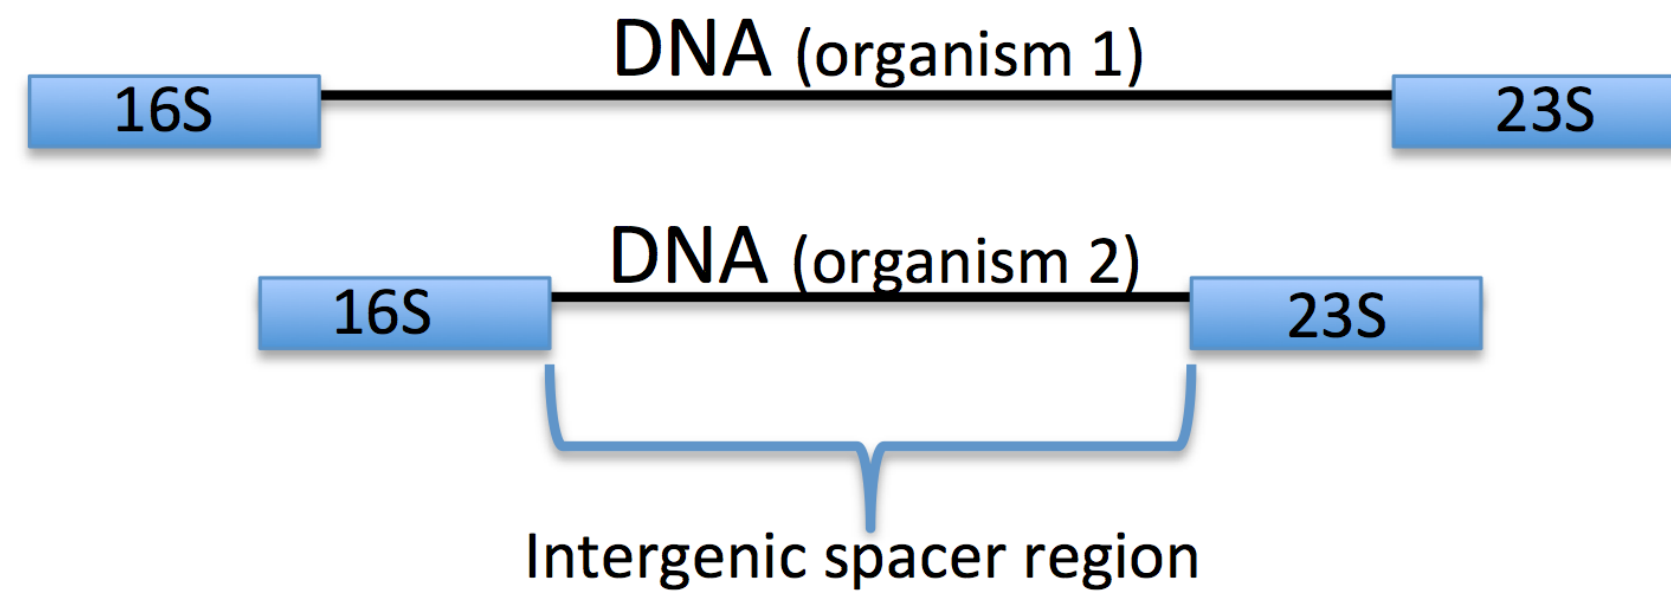 DNA (organism 1)
16S
23S
DNA (organism 2)
16S
23S
Intergenic spacer region